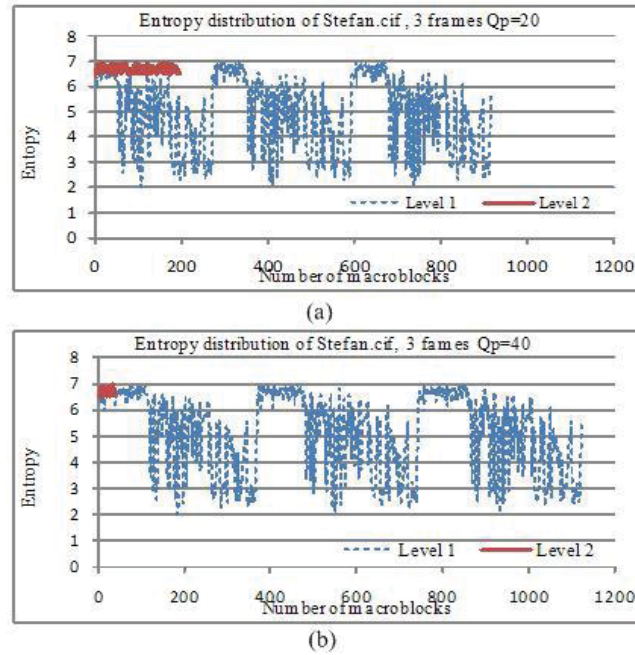 Entropy distribution of Stefan.cif , 3 frames Qp=20
8
7
6
5
4
3
2
1
0
Entopy
Level 1
Level 2
0 200 400 600 800 1000 1200
Number of macroblocks
(a)
Entropy distribution of Stefan.cif, 3 fames Qp=40
8
7
6
5
4
3
2
1
0
Entropy
Level 1
Level 2
0 200 400 600 800 1000 1200
Number of macroblocks
(b)